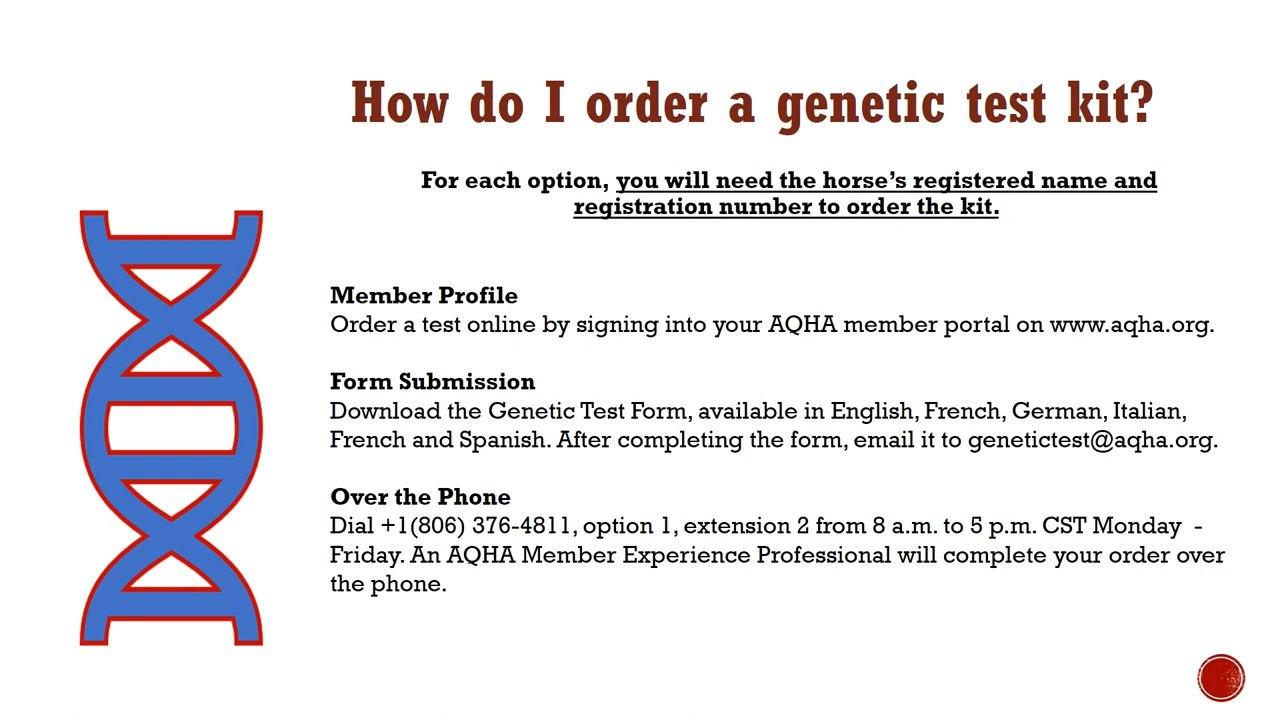 How do I order a genetic test kit?
For each option, you will need the horse’s registered name and
registration number to order the kit.
Member Profile
Order a test online by signing into your AQHA member portal on www.aqha.org.
Form Submission
Download the Genetic Test Form, available in English, French, German, Italian,
French and Spanish. After completing the form, email it to genetictest@aqha.org.
Over the Phone
Dial +1(806) 376-4811, option 1, extension 2 from 8 a.m. to 5 p.m. CST Monday -
Friday. An AQHA Member Experience Professional will complete your order over
the phone.